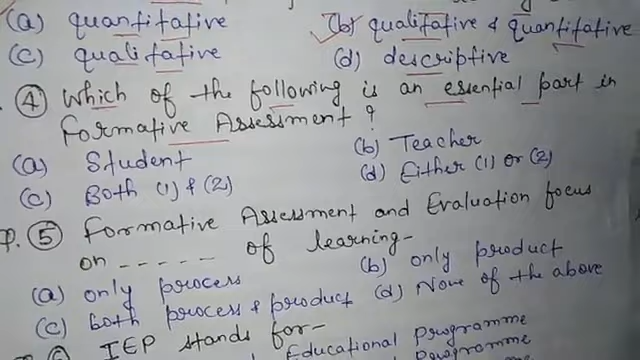 (a) quantitative (b) qualitative & quantitative
(c) qualitative (d) descriptive
④ Which of the following is an essential part in
formative Assessment ?
(a) Student (b) Teacher
(c) Both (1) & (2) (d) Either (1) or (2)
P. ⑤ Formative Assessment and Evaluation focus
on ----- of learning-
(a) only process (b) only product
(c) both process & product (d) None of the above
IEP stands for-
Educational programme
programme